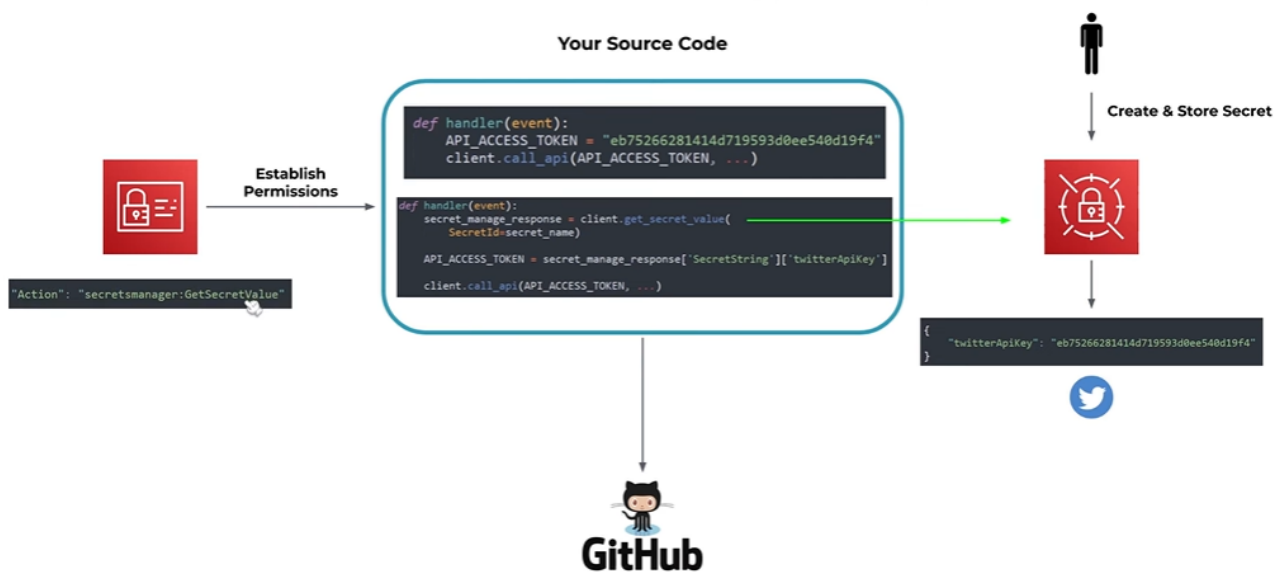 Your Source Code
def handler(event):
API_ACCESS_TOKEN = "eb75266281414d719593d0ee540d19f4"
client.call_api(API_ACCESS_TOKEN, ...)
def handler(event):
secret_manage_response = client.get_secret_value(
SecretId=secret_name)
API_ACCESS_TOKEN = secret_manage_response['SecretString']['twitterApiKey']
client.call_api(API_ACCESS_TOKEN, ...)
Establish
Permissions
"Action": "secretsmanager:GetSecretValue"
Create & Store Secret
{
"twitterApiKey": "eb75266281414d719593d0ee540d19f4"
}
GitHub